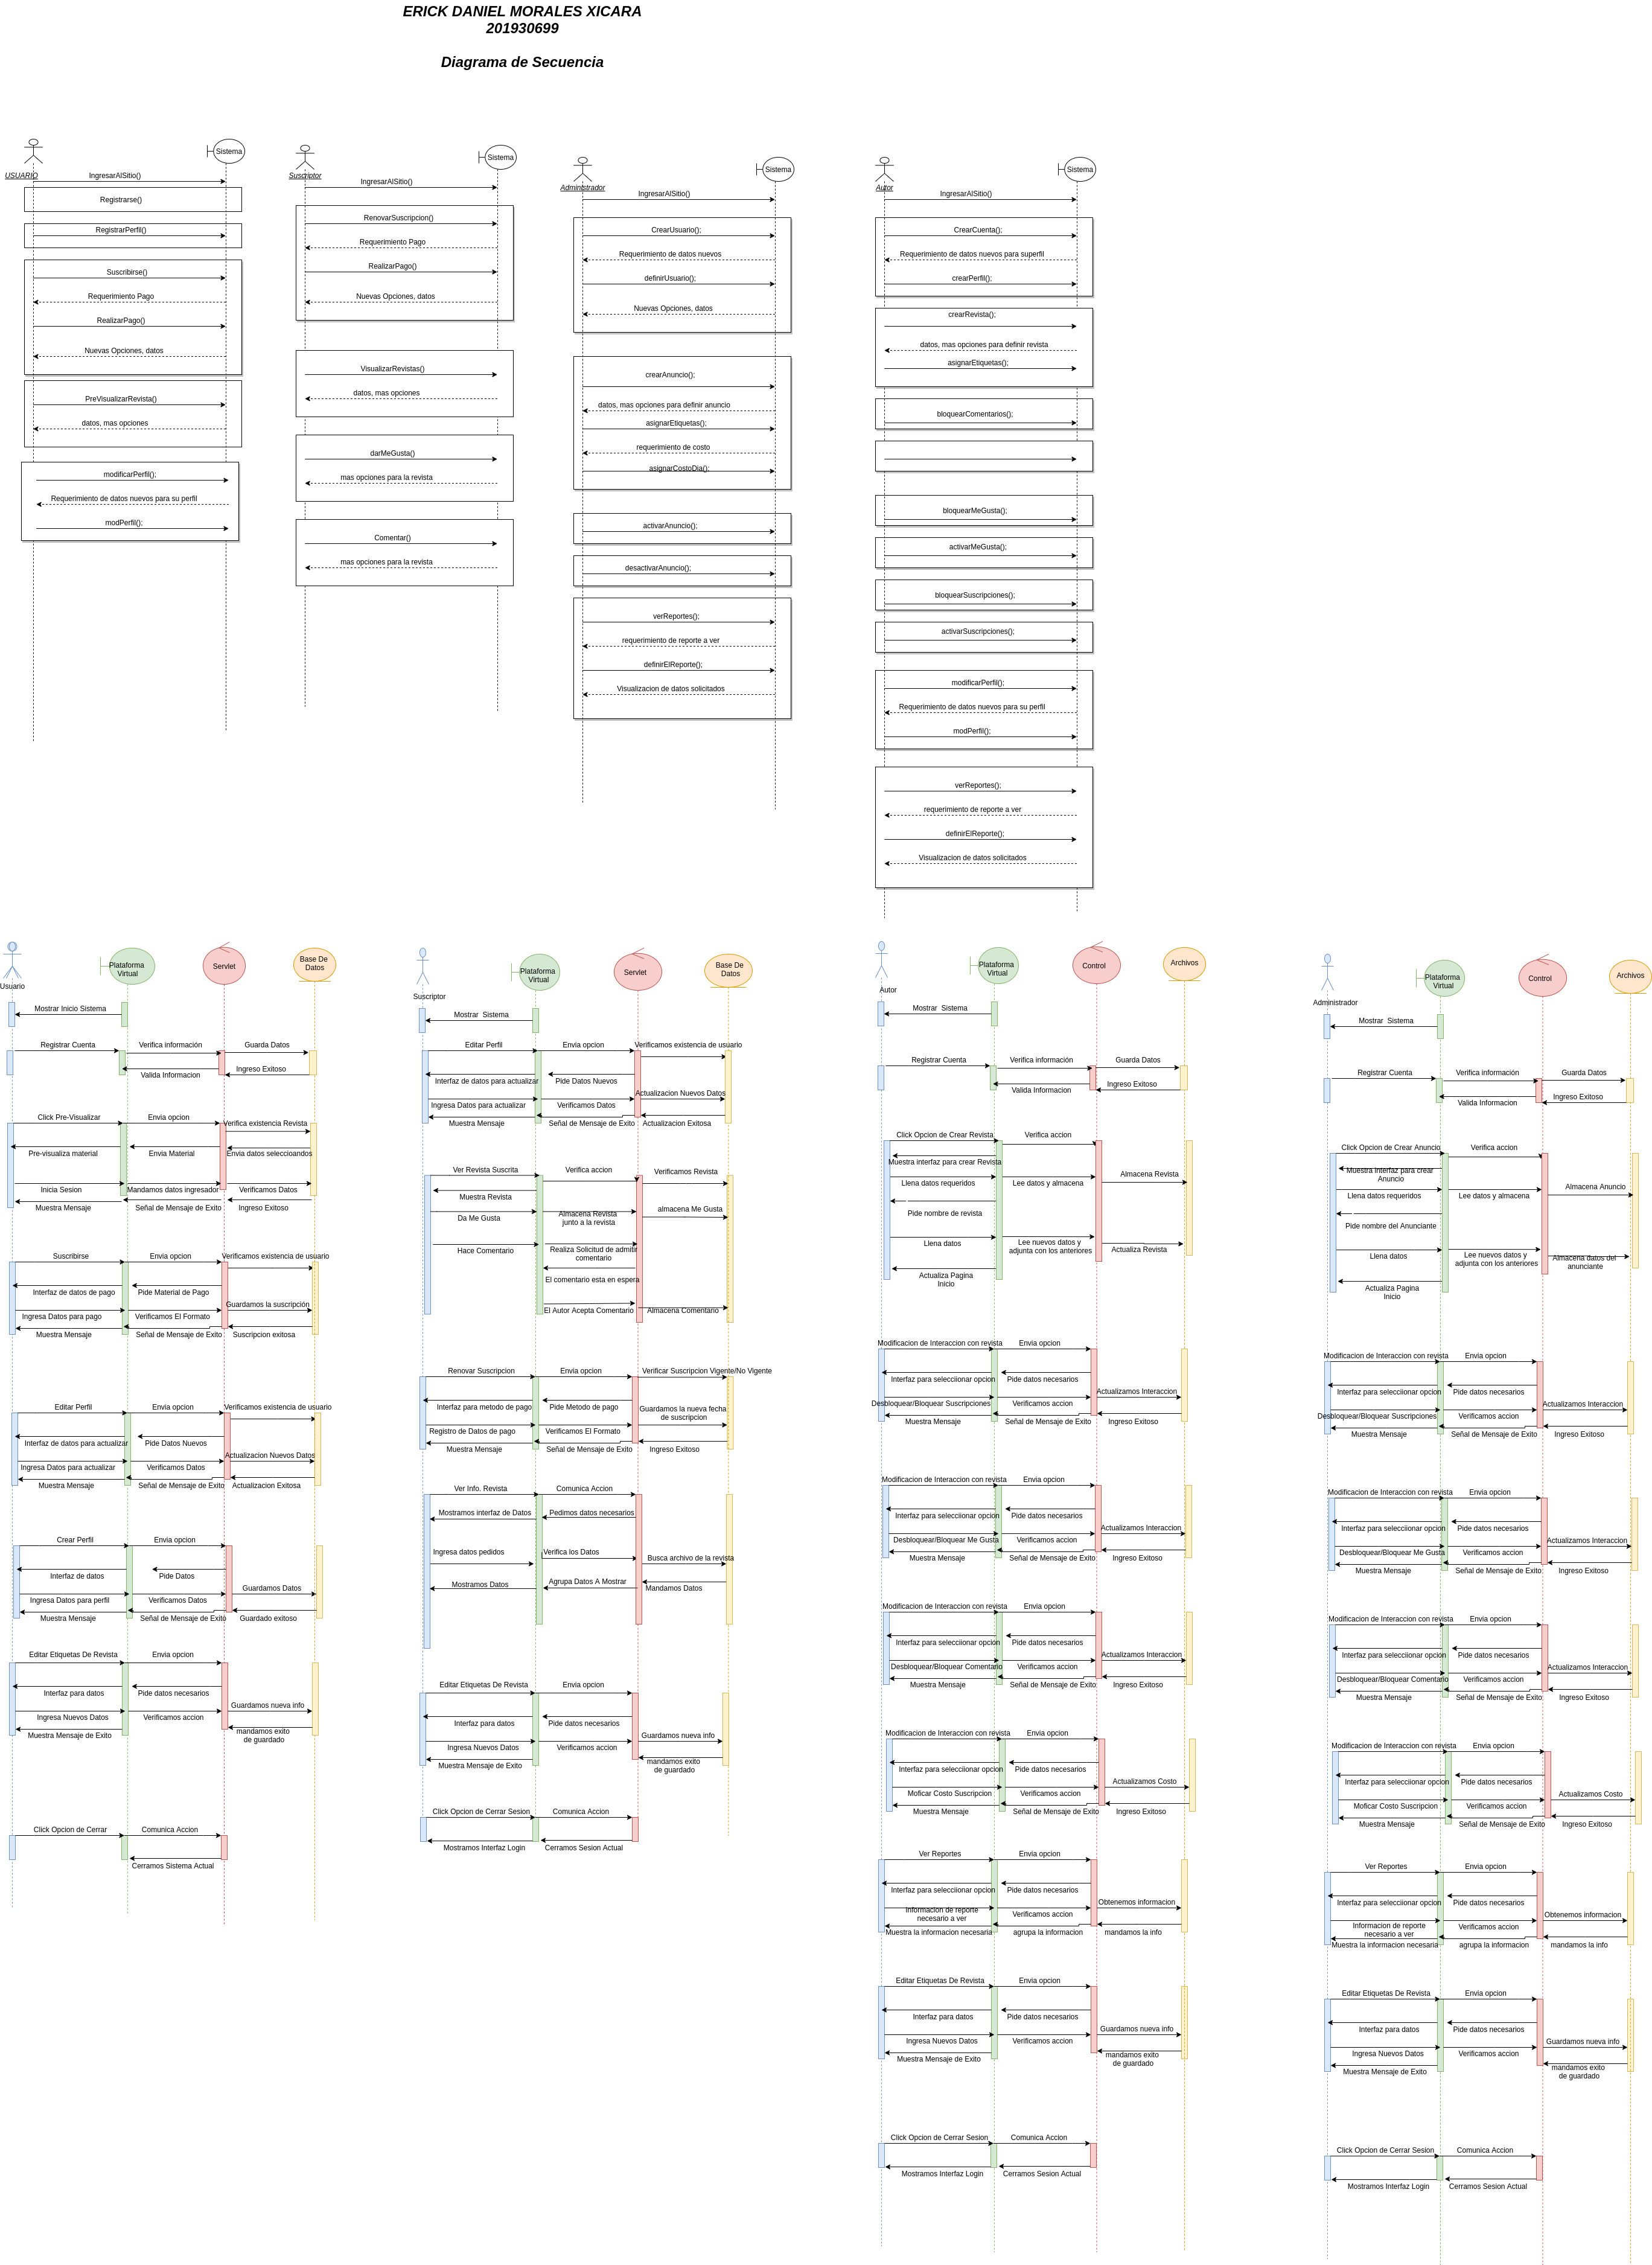 ERICK DANIEL MORALES XICARA
201930699
Diagrama de Secuencia
USUARIO
Sistema
IngresarAlSitio()
Registrarse()
RegistrarPerfil()
Suscribirse()
Requerimiento Pago
RealizarPago()
Nuevas Opciones, datos
PreVisualizarRevista()
datos, mas opciones
modificarPerfil();
Requerimiento de datos nuevos para su perfil
modPerfil();
Suscriptor
Sistema
IngresarAlSitio()
RenovarSuscripcion()
Requerimiento Pago
RealizarPago()
Nuevas Opciones, datos
VisualizarRevistas()
datos, mas opciones
darMeGusta()
mas opciones para la revista
Comentar()
mas opciones para la revista
Administrador
Sistema
IngresarAlSitio()
CrearUsuario();
Requerimiento de datos nuevos
definirUsuario();
Nuevas Opciones, datos
crearAnuncio();
datos, mas opciones para definir anuncio
asignarEtiquetas();
requerimiento de costo
asignarCostoDia();
activarAnuncio();
desactivarAnuncio();
verReportes();
requerimiento de reporte a ver
definirElReporte();
Visualizacion de datos solicitados
Autor
Sistema
IngresarAlSitio()
CrearCuenta();
Requerimiento de datos nuevos para superfil
crearPerfil();
crearRevista();
datos, mas opciones para definir revista
asignarEtiquetas();
bloquearComentarios();
bloquearMeGusta();
activarMeGusta();
bloquearSuscripciones();
activarSuscripciones();
modificarPerfil();
Requerimiento de datos nuevos para su perfil
modPerfil();
verReportes();
requerimiento de reporte a ver
definirElReporte();
Visualizacion de datos solicitados
Usuario
Plataforma
Virtual
Servlet
Base De
Datos
Mostrar Inicio Sistema
Registrar Cuenta
Verifica información
Guarda Datos
Valida Informacion
Ingreso Exitoso
Click Pre-Visualizar
Envia opcion
Verifica existencia Revista
Pre-visualiza material
Envia Material
Envia datos seleccioandos
Inicia Sesion
Mandamos datos ingresador
Verificamos Datos
Muestra Mensaje
Señal de Mensaje de Exito
Ingreso Exitoso
Suscribirse
Envia opcion
Verificamos existencia de usuario
Interfaz de datos de pago
Pide Material de Pago
Guardamos la suscripción
Ingresa Datos para pago
Verificamos El Formato
Muestra Mensaje
Señal de Mensaje de Exito
Suscripcion exitosa
Editar Perfil
Envia opcion
Verificamos existencia de usuario
Interfaz de datos para actualizar
Pide Datos Nuevos
Actualizacion Nuevos Datos
Ingresa Datos para actualizar
Verificamos Datos
Muestra Mensaje
Señal de Mensaje de Exito
Actualizacion Exitosa
Crear Perfil
Envia opcion
Interfaz de datos
Pide Datos
Guardamos Datos
Ingresa Datos para perfil
Verificamos Datos
Muestra Mensaje
Señal de Mensaje de Exito
Guardado exitoso
Editar Etiquetas De Revista
Envia opcion
Interfaz para datos
Pide datos necesarios
Guardamos nueva info
Ingresa Nuevos Datos
Verificamos accion
Muestra Mensaje de Exito
mandamos exito
de guardado
Click Opcion de Cerrar
Comunica Accion
Cerramos Sistema Actual
Suscriptor
Plataforma
Virtual
Servlet
Base De
Datos
Mostrar Sistema
Editar Perfil
Envia opcion
Verificamos existencia de usuario
Interfaz de datos para actualizar
Pide Datos Nuevos
Actualizacion Nuevos Datos
Ingresa Datos para actualizar
Verificamos Datos
Muestra Mensaje
Señal de Mensaje de Exito
Actualizacion Exitosa
Ver Revista Suscrita
Verifica accion
Verificamos Revista
Muestra Revista
Da Me Gusta
Almacena Revista
junto a la revista
almacena Me Gusta
Hace Comentario
Realiza Solicitud de admitir
comentario
El comentario esta en espera
El Autor Acepta Comentario
Almacena Comentario
Renovar Suscripcion
Envia opcion
Verificar Suscripcion Vigente/No Vigente
Interfaz para metodo de pago
Pide Metodo de pago
Guardamos la nueva fecha
de suscripcion
Registro de Datos de pago
Verificamos El Formato
Muestra Mensaje
Señal de Mensaje de Exito
Ingreso Exitoso
Ver Info. Revista
Comunica Accion
Mostramos interfaz de Datos
Pedimos datos necesarios
Ingresa datos pedidos
Verifica los Datos
Busca archivo de la revista
Mostramos Datos
Agrupa Datos A Mostrar
Mandamos Datos
Editar Etiquetas De Revista
Envia opcion
Interfaz para datos
Pide datos necesarios
Guardamos nueva info
Ingresa Nuevos Datos
Verificamos accion
Muestra Mensaje de Exito
mandamos exito
de guardado
Click Opcion de Cerrar Sesion
Comunica Accion
Mostramos Interfaz Login
Cerramos Sesion Actual
Autor
Plataforma
Virtual
Control
Archivos
Mostrar Sistema
Registrar Cuenta
Verifica información
Guarda Datos
Valida Informacion
Ingreso Exitoso
Click Opcion de Crear Revista
Verifica accion
Muestra interfaz para crear Revista
Almacena Revista
Llena datos requeridos
Lee datos y almacena
Pide nombre de revista
Llena datos
Lee nuevos datos y
adjunta con los anteriores
Actualiza Revista
Actualiza Pagina
Inicio
Modificacion de Interaccion con revista
Envia opcion
Interfaz para selecciionar opcion
Pide datos necesarios
Actualizamos Interaccion
Desbloquear/Bloquear Suscripciones
Verificamos accion
Muestra Mensaje
Señal de Mensaje de Exito
Ingreso Exitoso
Modificacion de Interaccion con revista
Envia opcion
Interfaz para selecciionar opcion
Pide datos necesarios
Actualizamos Interaccion
Desbloquear/Bloquear Me Gusta
Verificamos accion
Muestra Mensaje
Señal de Mensaje de Exito
Ingreso Exitoso
Modificacion de Interaccion con revista
Envia opcion
Interfaz para selecciionar opcion
Pide datos necesarios
Actualizamos Interaccion
Desbloquear/Bloquear Comentario
Verificamos accion
Muestra Mensaje
Señal de Mensaje de Exito
Ingreso Exitoso
Modificacion de Interaccion con revista
Envia opcion
Interfaz para selecciionar opcion
Pide datos necesarios
Actualizamos Costo
Moficar Costo Suscripcion
Verificamos accion
Muestra Mensaje
Señal de Mensaje de Exito
Ingreso Exitoso
Ver Reportes
Envia opcion
Interfaz para selecciionar opcion
Pide datos necesarios
Obtenemos informacion
Informacion de reporte
necesario a ver
Verificamos accion
Muestra la informacion necesaria
agrupa la informacion
mandamos la info
Editar Etiquetas De Revista
Envia opcion
Interfaz para datos
Pide datos necesarios
Guardamos nueva info
Ingresa Nuevos Datos
Verificamos accion
Muestra Mensaje de Exito
mandamos exito
de guardado
Click Opcion de Cerrar Sesion
Comunica Accion
Mostramos Interfaz Login
Cerramos Sesion Actual
Administrador
Plataforma
Virtual
Control
Archivos
Mostrar Sistema
Registrar Cuenta
Verifica información
Guarda Datos
Valida Informacion
Ingreso Exitoso
Click Opcion de Crear Anuncio
Verifica accion
Muestra interfaz para crear
Anuncio
Almacena Anuncio
Llena datos requeridos
Lee datos y almacena
Pide nombre del Anunciante
Llena datos
Lee nuevos datos y
adjunta con los anteriores
Almacena datos del
anunciante
Actualiza Pagina
Inicio
Modificacion de Interaccion con revista
Envia opcion
Interfaz para selecciionar opcion
Pide datos necesarios
Actualizamos Interaccion
Desbloquear/Bloquear Suscripciones
Verificamos accion
Muestra Mensaje
Señal de Mensaje de Exito
Ingreso Exitoso
Modificacion de Interaccion con revista
Envia opcion
Interfaz para selecciionar opcion
Pide datos necesarios
Actualizamos Interaccion
Desbloquear/Bloquear Me Gusta
Verificamos accion
Muestra Mensaje
Señal de Mensaje de Exito
Ingreso Exitoso
Modificacion de Interaccion con revista
Envia opcion
Interfaz para selecciionar opcion
Pide datos necesarios
Actualizamos Interaccion
Desbloquear/Bloquear Comentario
Verificamos accion
Muestra Mensaje
Señal de Mensaje de Exito
Ingreso Exitoso
Modificacion de Interaccion con revista
Envia opcion
Interfaz para selecciionar opcion
Pide datos necesarios
Actualizamos Costo
Moficar Costo Suscripcion
Verificamos accion
Muestra Mensaje
Señal de Mensaje de Exito
Ingreso Exitoso
Ver Reportes
Envia opcion
Interfaz para selecciionar opcion
Pide datos necesarios
Obtenemos informacion
Informacion de reporte
necesario a ver
Verificamos accion
Muestra la informacion necesaria
agrupa la informacion
mandamos la info
Editar Etiquetas De Revista
Envia opcion
Interfaz para datos
Pide datos necesarios
Guardamos nueva info
Ingresa Nuevos Datos
Verificamos accion
Muestra Mensaje de Exito
mandamos exito
de guardado
Click Opcion de Cerrar Sesion
Comunica Accion
Mostramos Interfaz Login
Cerramos Sesion Actual